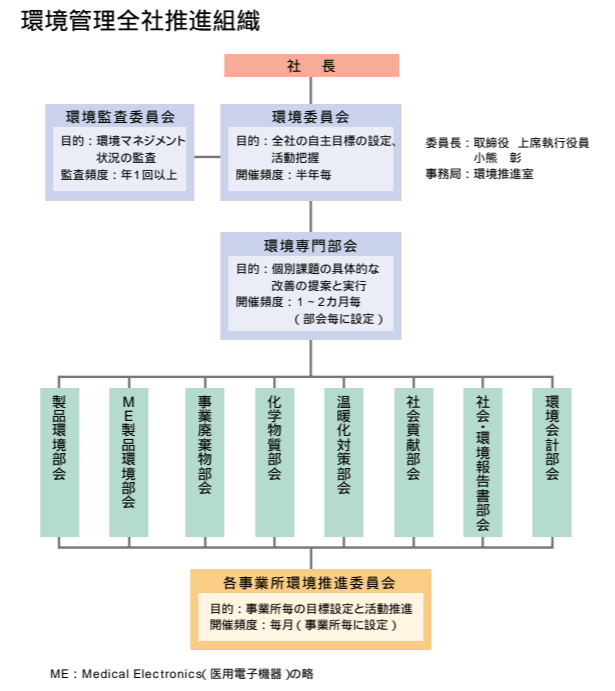 環境管理全社推進組織
社 長
環境監査委員会
目的：環境マネジメント
状況の監査
監査頻度：年1回以上
環境委員会
目的：全社の自主目標の設定、
活動把握
開催頻度：半年毎
委員長：取締役 上席執行役員
小熊 彰
事務局：環境推進室
環境専門部会
目的：個別課題の具体的な
改善の提案と実行
開催頻度：1～2カ月毎
（部会毎に設定）
製品環境部会
ME製品環境部会
事業廃棄物部会
化学物質部会
温暖化対策部会
社会貢献部会
社会・環境報告書部会
環境会計部会
各事業所環境推進委員会
目的：事業所毎の目標設定と活動推進
開催頻度：毎月（事業所毎に設定）
ME：Medical Electronics（医用電子機器）の略